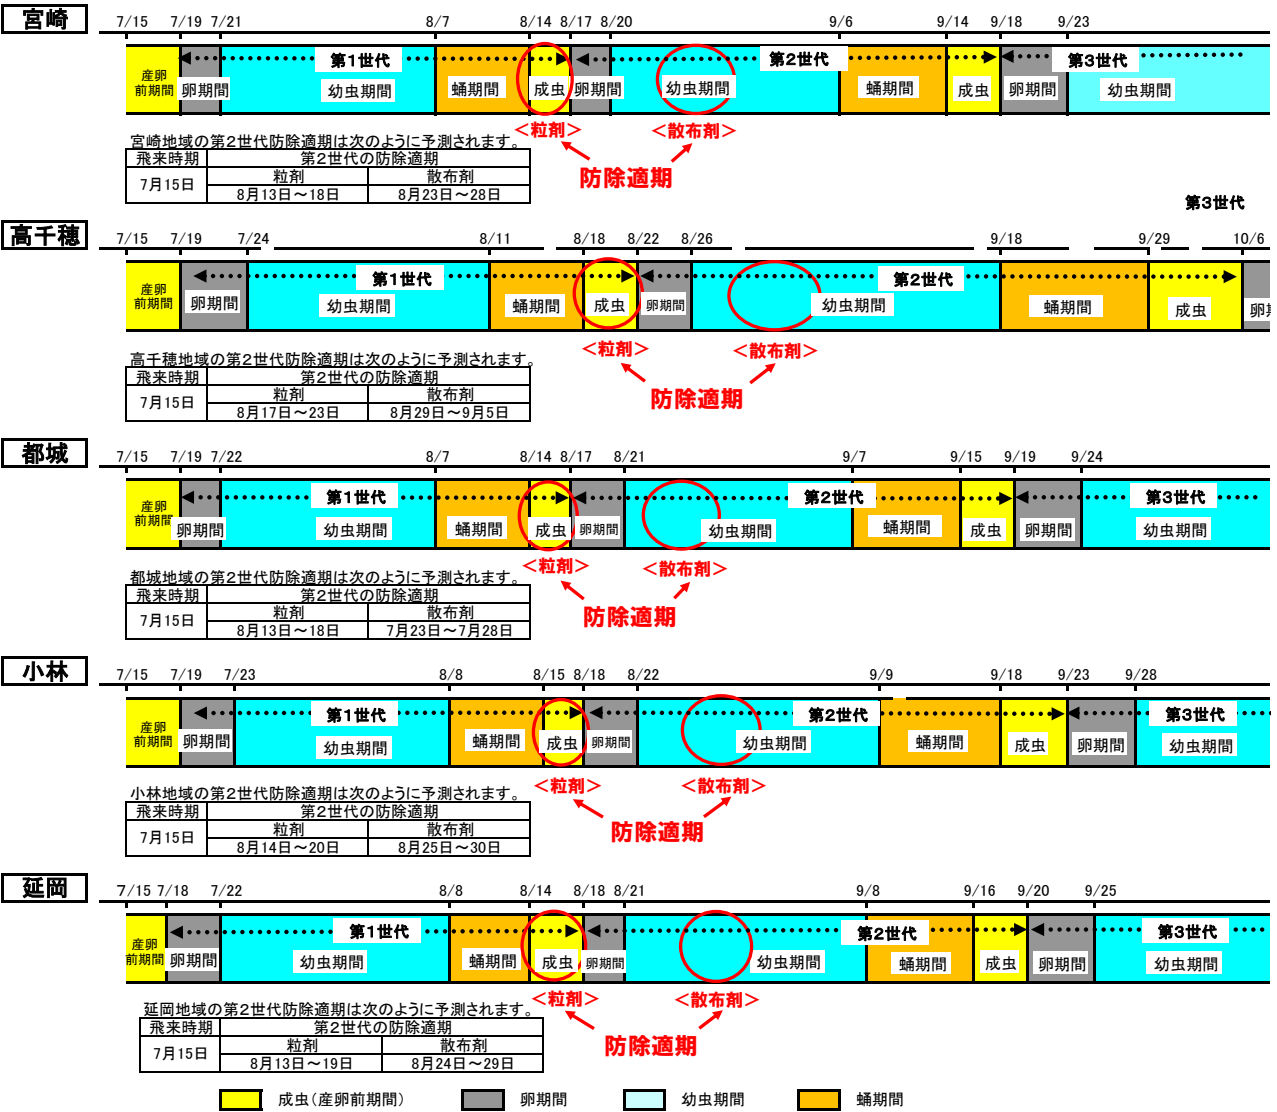 宮崎
7/15 7/19 7/21 8/7 8/14 8/17 8/20 9/6 9/14 9/18 9/23
第1世代 第2世代 第3世代
産卵
前期間 卵期間 幼虫期間 蛹期間 成虫 卵期間 幼虫期間 蛹期間 成虫 卵期間 幼虫期間
＜粒剤＞ ＜散布剤＞
防除適期
宮崎地域の第2世代防除適期は次のように予測されます。
飛来時期 第2世代の防除適期
7月15日 粒剤 散布剤
8月13日～18日 8月23日～28日
第3世代
高千穂
7/15 7/19 7/24 8/11 8/18 8/22 8/26 9/18 9/29 10/6
第1世代 第2世代
産卵
前期間 卵期間 幼虫期間 蛹期間 成虫 卵期間 幼虫期間 蛹期間 成虫 卵期
＜粒剤＞ ＜散布剤＞
防除適期
高千穂地域の第2世代防除適期は次のように予測されます。
飛来時期 第2世代の防除適期
7月15日 粒剤 散布剤
8月17日～23日 8月29日～9月5日
都城
7/15 7/19 7/22 8/7 8/14 8/17 8/21 9/7 9/15 9/19 9/24
第1世代 第2世代 第3世代
産卵
前期間 卵期間 幼虫期間 蛹期間 成虫 卵期間 幼虫期間 蛹期間 成虫 卵期間 幼虫期間
＜粒剤＞ ＜散布剤＞
防除適期
都城地域の第2世代防除適期は次のように予測されます。
飛来時期 第2世代の防除適期
7月15日 粒剤 散布剤
8月13日～18日 7月23日～7月28日
小林
7/15 7/19 7/23 8/8 8/15 8/18 8/22 9/9 9/18 9/23 9/28
第1世代 第2世代 第3世代
産卵
前期間 卵期間 幼虫期間 蛹期間 成虫 卵期間 幼虫期間 蛹期間 成虫 卵期間 幼虫期間
＜粒剤＞ ＜散布剤＞
防除適期
小林地域の第2世代防除適期は次のように予測されます。
飛来時期 第2世代の防除適期
7月15日 粒剤 散布剤
8月14日～20日 8月25日～30日
延岡
7/15 7/18 7/22 8/8 8/14 8/18 8/21 9/8 9/16 9/20 9/25
第1世代 第2世代 第3世代
産卵
前期間 卵期間 幼虫期間 蛹期間 成虫 卵期間 幼虫期間 蛹期間 成虫 卵期間 幼虫期間
＜粒剤＞ ＜散布剤＞
防除適期
延岡地域の第2世代防除適期は次のように予測されます。
飛来時期 第2世代の防除適期
7月15日 粒剤 散布剤
8月13日～19日 8月24日～29日
成虫（産卵前期間） 卵期間 幼虫期間 蛹期間